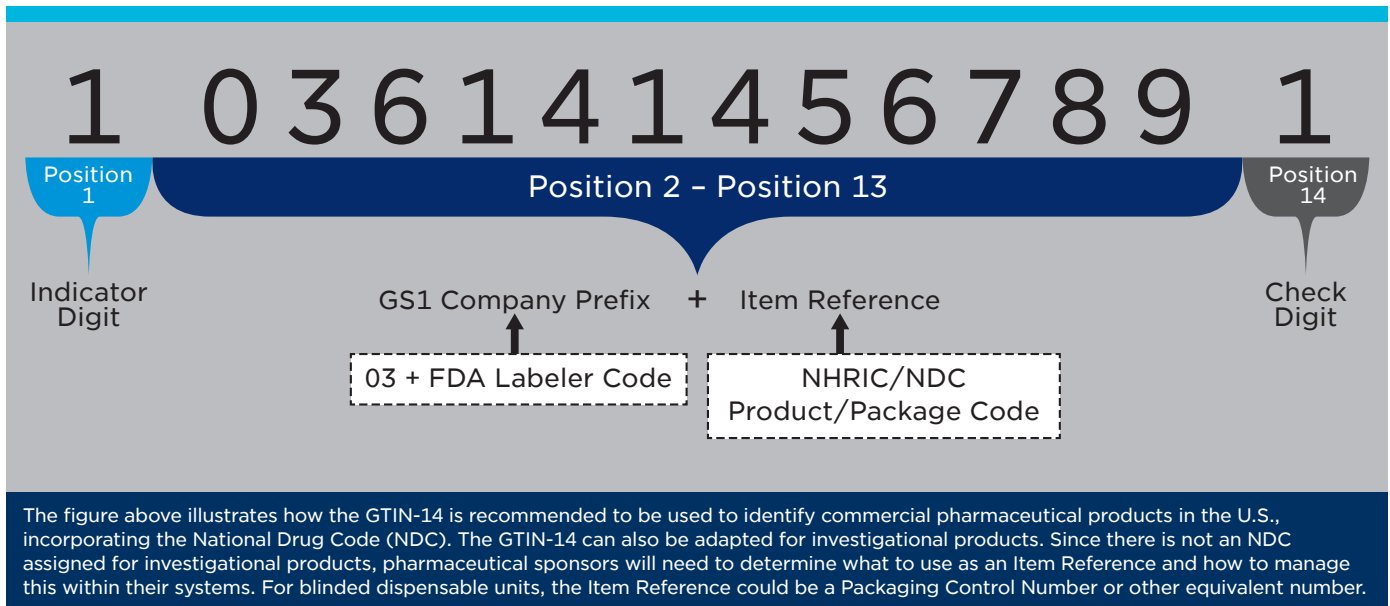 1 0 3 6 1 4 1 4 5 6 7 8 9 1
Position
1
Position 2 – Position 13
Position
14
Indicator
Digit
GS1 Company Prefix + Item Reference
Check
Digit
03 + FDA Labeler Code
NHRIC/NDC
Product/Package Code
The figure above illustrates how the GTIN-14 is recommended to be used to identify commercial pharmaceutical products in the U.S.,
incorporating the National Drug Code (NDC). The GTIN-14 can also be adapted for investigational products. Since there is not an NDC
assigned for investigational products, pharmaceutical sponsors will need to determine what to use as an Item Reference and how to manage
this within their systems. For blinded dispensable units, the Item Reference could be a Packaging Control Number or other equivalent number.